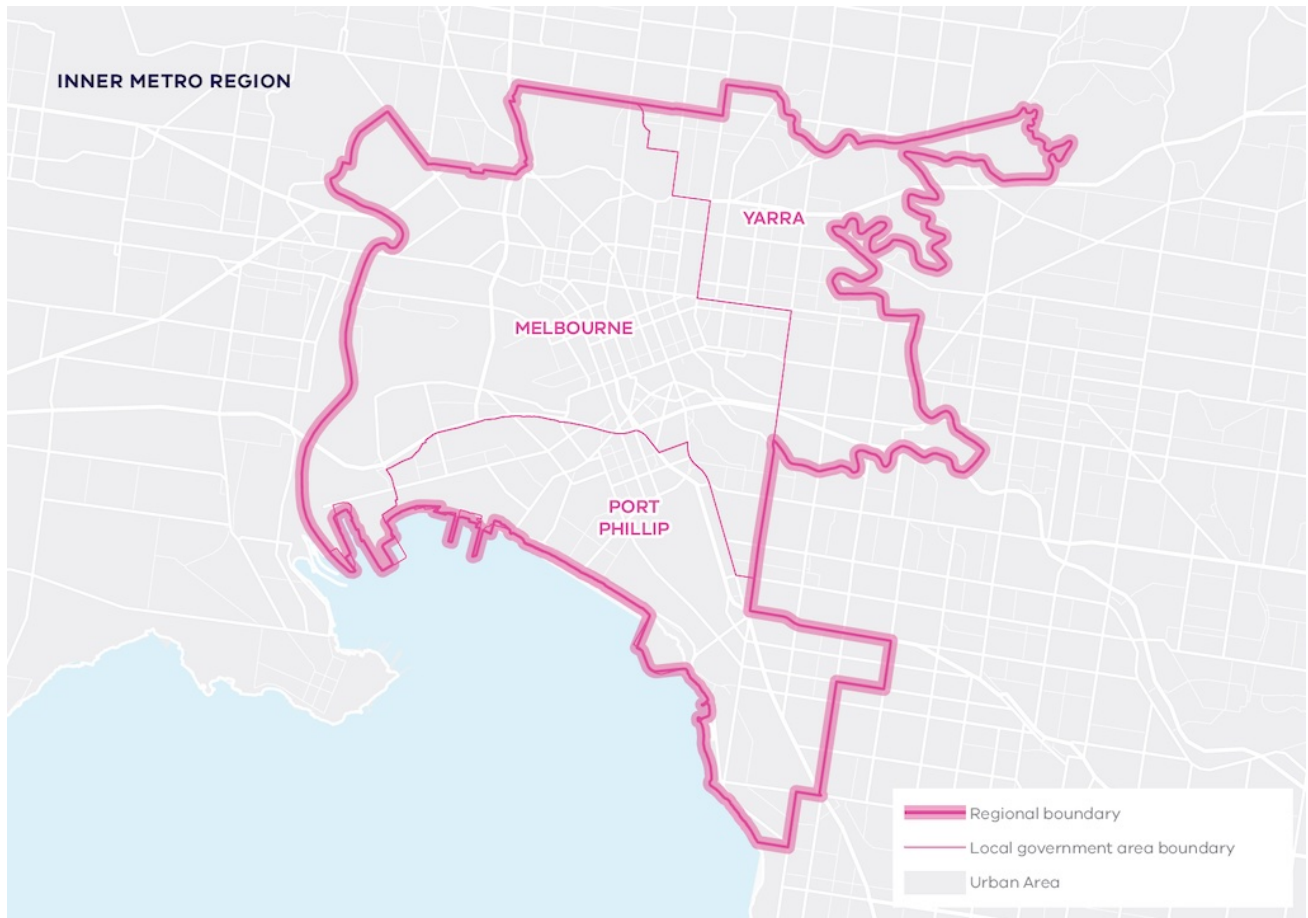 INNER METRO REGION
YARRA
MELBOURNE
PORT
PHILLIP
Regional boundary
Local government area boundary
Urban Area